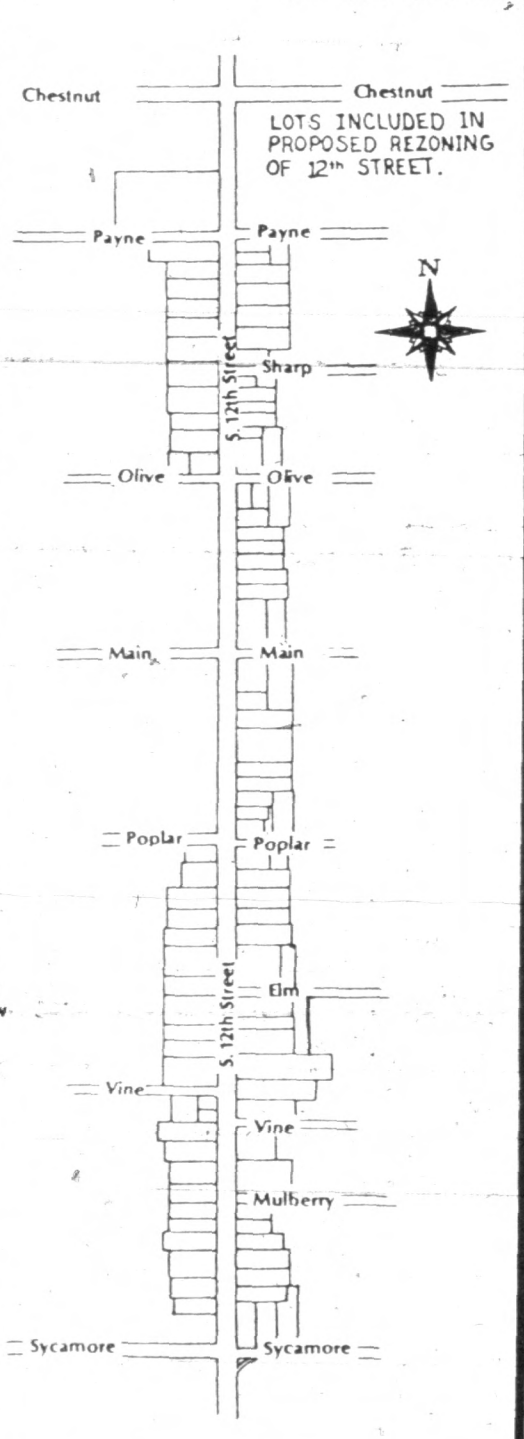 Chestnut Chestnut
LOTS INCLUDED IN
PROPOSED REZONING
OF 12th STREET.
Payne Payne
N
S. 12th Street
Sharp
Olive Olive
Main Main
Poplar Poplar
S. 12th Street
Elm
Vine
Vine
Mulberry
Sycamore Sycamore